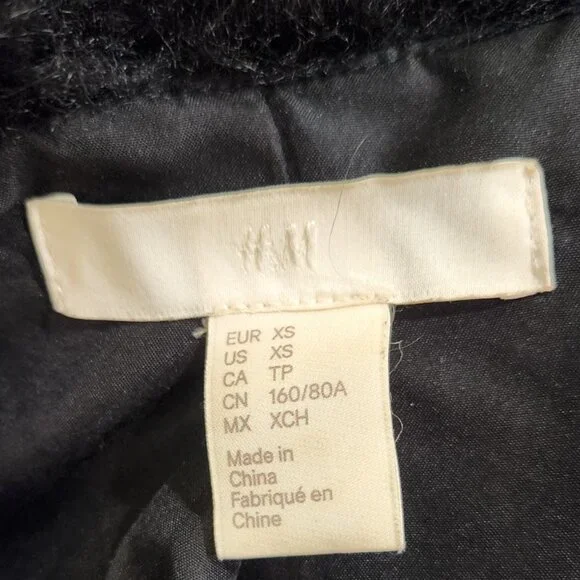 H&M
EUR XS
US XS
CA TP
CN 160/80A
MX XCH
Made in
China
Fabriqué en
Chine